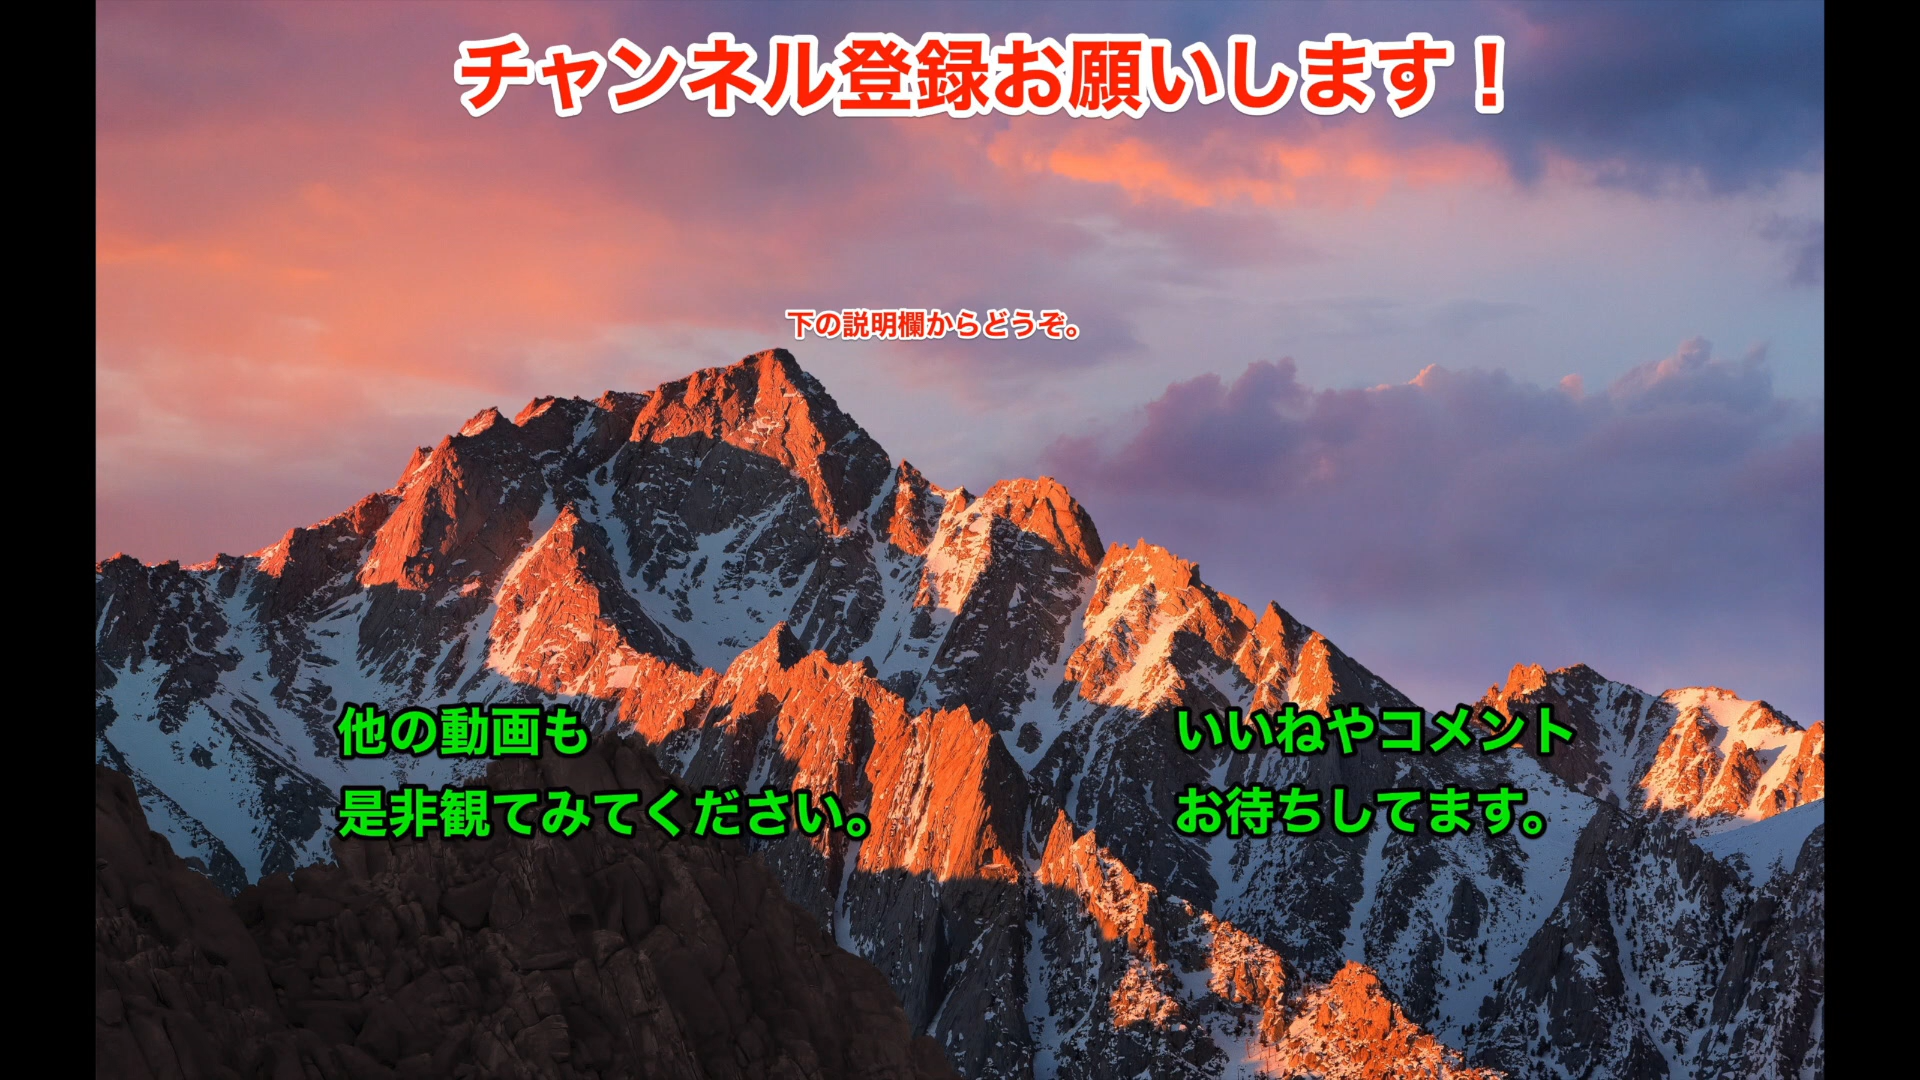 チャンネル登録お願いします！
下の説明欄からどうぞ。
他の動画も
是非観てみてください。
いいねやコメント
お待ちしてます。